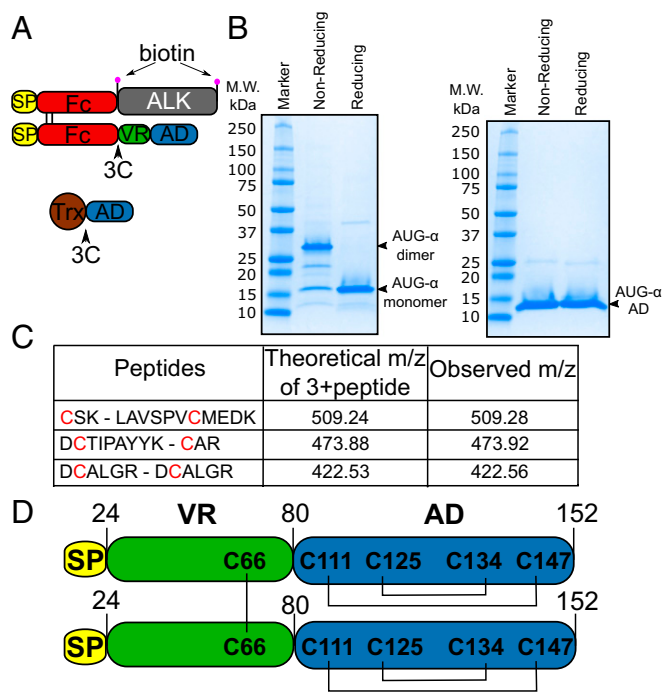 A
biotin
SP Fc ALK
SP Fc VR AD
3C
Trx AD
3C
B
M.W. kDa Marker Non-Reducing Reducing
250
150
100
75
50
37
25
20
15
10
AUG-α dimer
AUG-α monomer
M.W. kDa Marker Non-Reducing Reducing
250
150
100
75
50
37
25
20
15
10
AUG-α AD
C
Peptides Theoretical m/z of 3+peptide Observed m/z
CSK - LAVSPVCMEDK 509.24 509.28
DCTIPAYYK - CAR 473.88 473.92
DCALGR - DCALGR 422.53 422.56
D
24 VR 80 AD 152
SP C66 C111 C125 C134 C147
24 80 152
SP C66 C111 C125 C134 C147